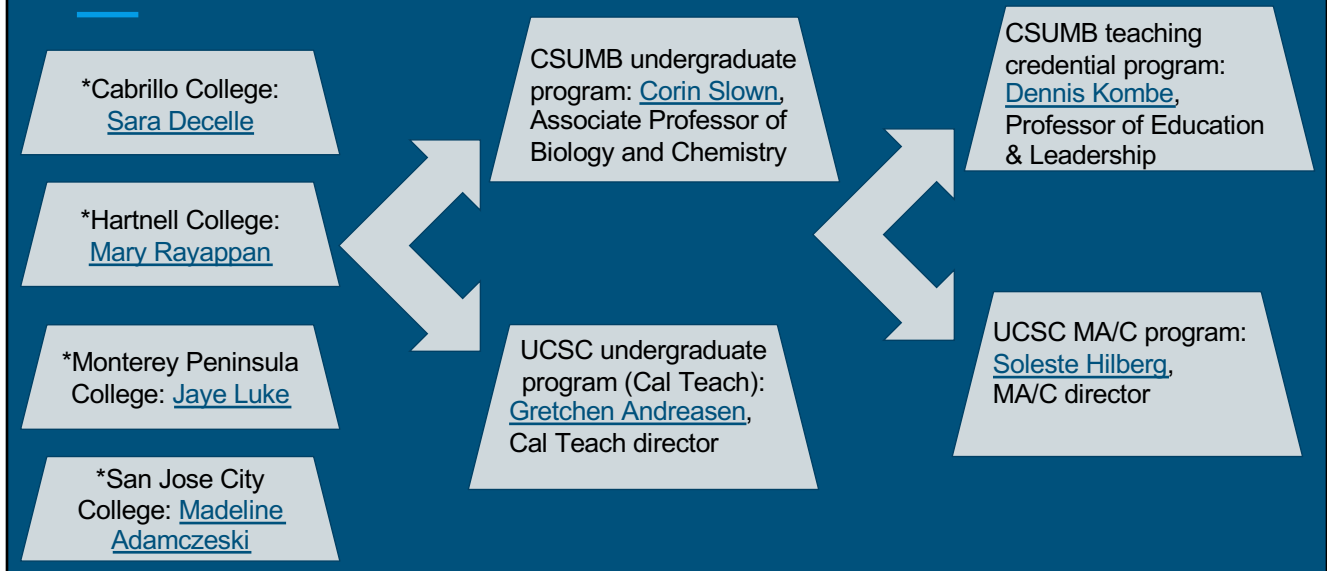 *Cabrillo College:
Sara Decelle
*Hartnell College:
Mary Rayappan
*Monterey Peninsula
College: Jaye Luke
*San Jose City
College: Madeline
Adamczeski
CSUMB undergraduate
program: Corin Slown,
Associate Professor of
Biology and Chemistry
UCSC undergraduate
program (Cal Teach):
Gretchen Andreasen,
Cal Teach director
CSUMB teaching
credential program:
Dennis Kombe,
Professor of Education
& Leadership
UCSC MA/C program:
Soleste Hilberg,
MA/C director